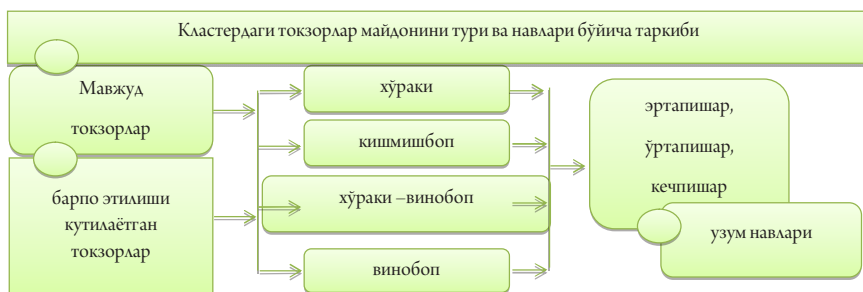 Кластердаги токзорлар майдонини тури ва навлари бўйича таркиби
Мавжуд
токзорлар
барпо этилиши
кутилаётган
токзорлар
хўраки
кишмишбоп
хўраки –винобоп
винобоп
эртапишар,
ўртапишар,
кечпишар
узум навлари